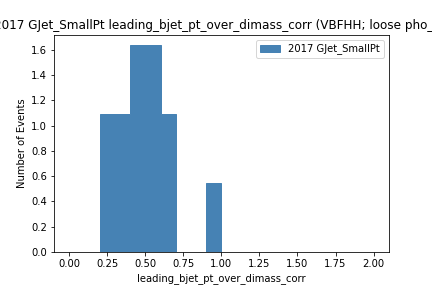 2017 GJet_SmallPt leading_bjet_pt_over_dimass_corr (VBFHH; loose pho_
2017 GJet_SmallPt
1.6
1.4
1.2
1.0
0.8
0.6
0.4
0.2
0.0
Number of Events
0.00 0.25 0.50 0.75 1.00 1.25 1.50 1.75 2.00
leading_bjet_pt_over_dimass_corr